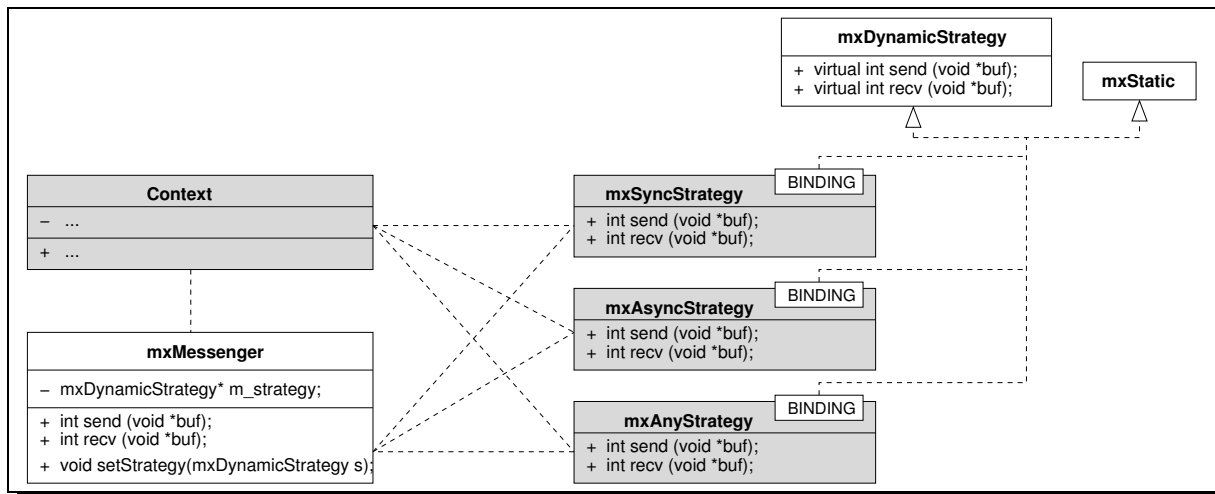 mxDynamicStrategy
+ virtual int send (void *buf);
+ virtual int recv (void *buf);
mxStatic
Context
– ...
+ ...
mxMessenger
– mxDynamicStrategy* m_strategy;
+ int send (void *buf);
+ int recv (void *buf);
+ void setStrategy(mxDynamicStrategy s);
BINDING
mxSyncStrategy
+ int send (void *buf);
+ int recv (void *buf);
BINDING
mxAsyncStrategy
+ int send (void *buf);
+ int recv (void *buf);
BINDING
mxAnyStrategy
+ int send (void *buf);
+ int recv (void *buf);